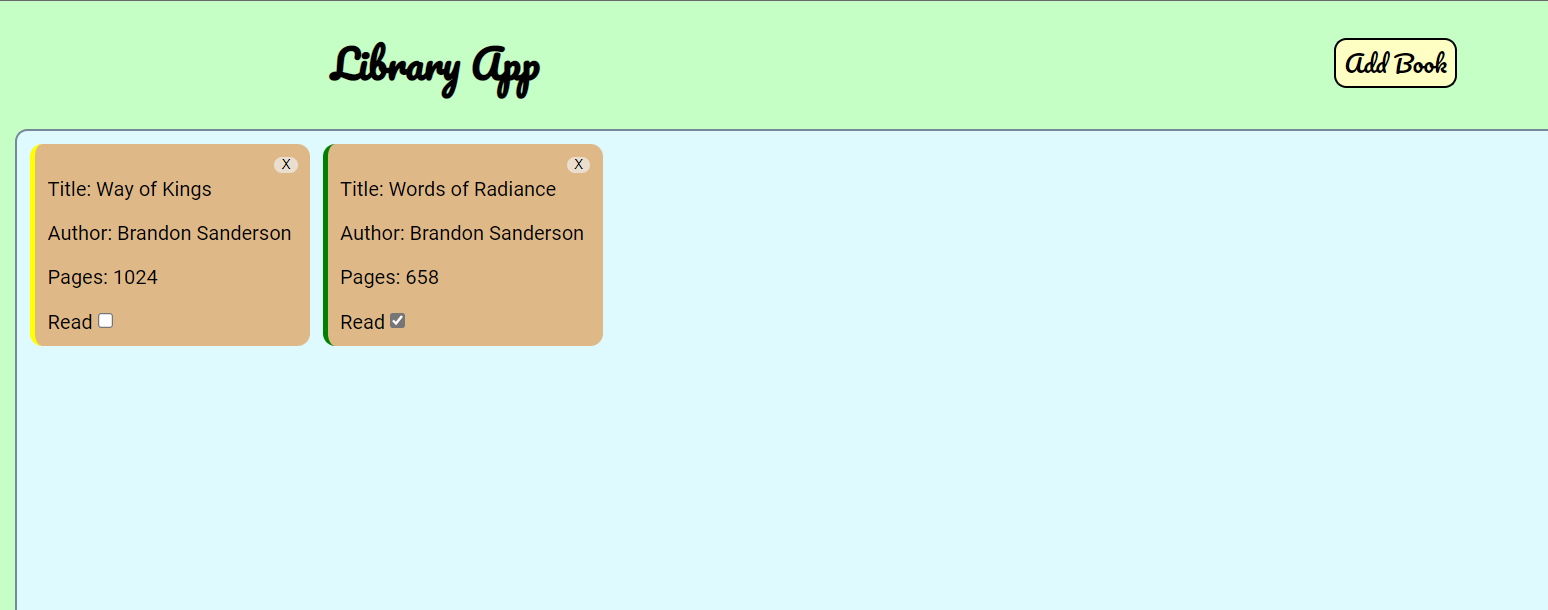 Library App
Add Book
X
Title: Way of Kings
Author: Brandon Sanderson
Pages: 1024
Read
X
Title: Words of Radiance
Author: Brandon Sanderson
Pages: 658
Read